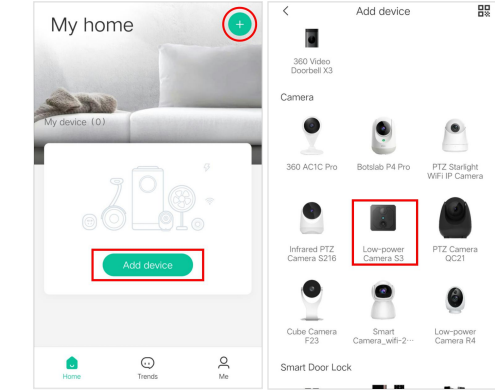 My home
+
My device (0)
Add device
Home
Trends
Me
Add device
360 Video
Doorbell X3
Camera
360 AC1C Pro
Botslab P4 Pro
PTZ Starlight
WiFi IP Camera
Infrared PTZ
Camera S216
Low-power
Camera S3
PTZ Camera
QC21
Cube Camera
F23
Smart
Camera_wifi-2···
Low-power
Camera R4
Smart Door Lock